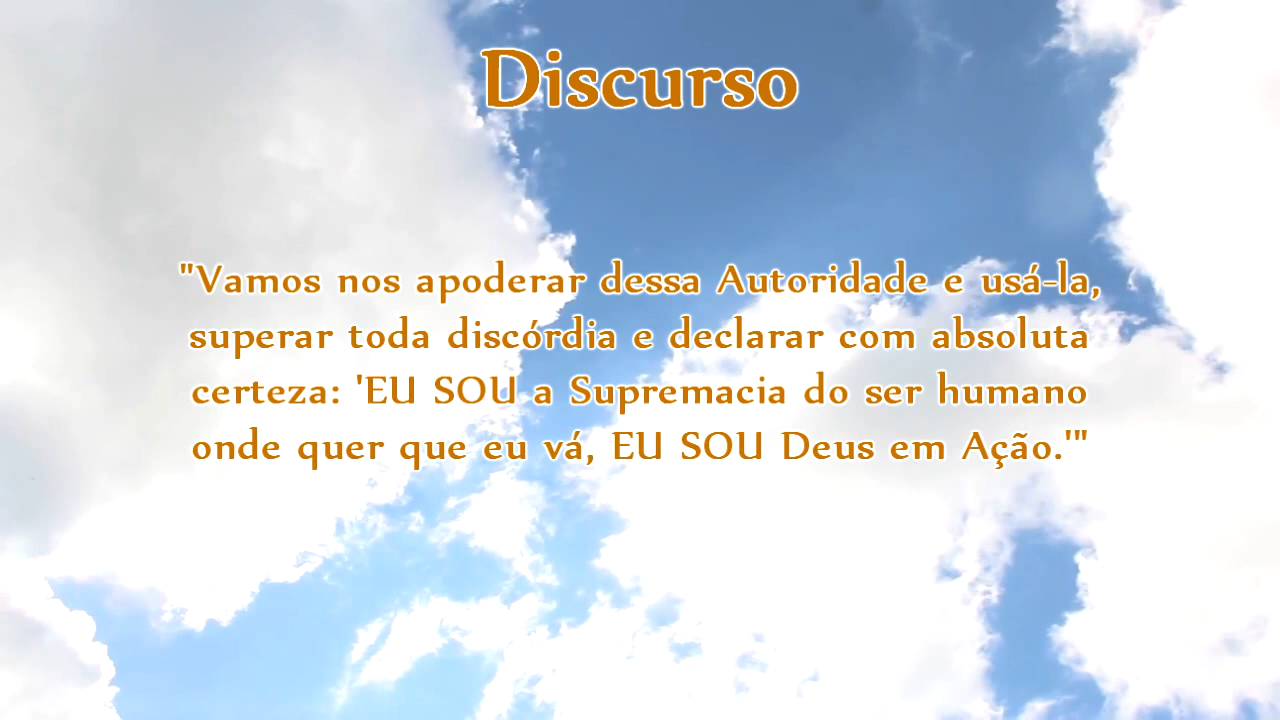 Discurso
"Vamos nos apoderar dessa Autoridade e usá-la,
superar toda discórdia e declarar com absoluta
certeza: 'EU SOU a Supremacia do ser humano
onde quer que eu vá, EU SOU Deus em Ação.'"